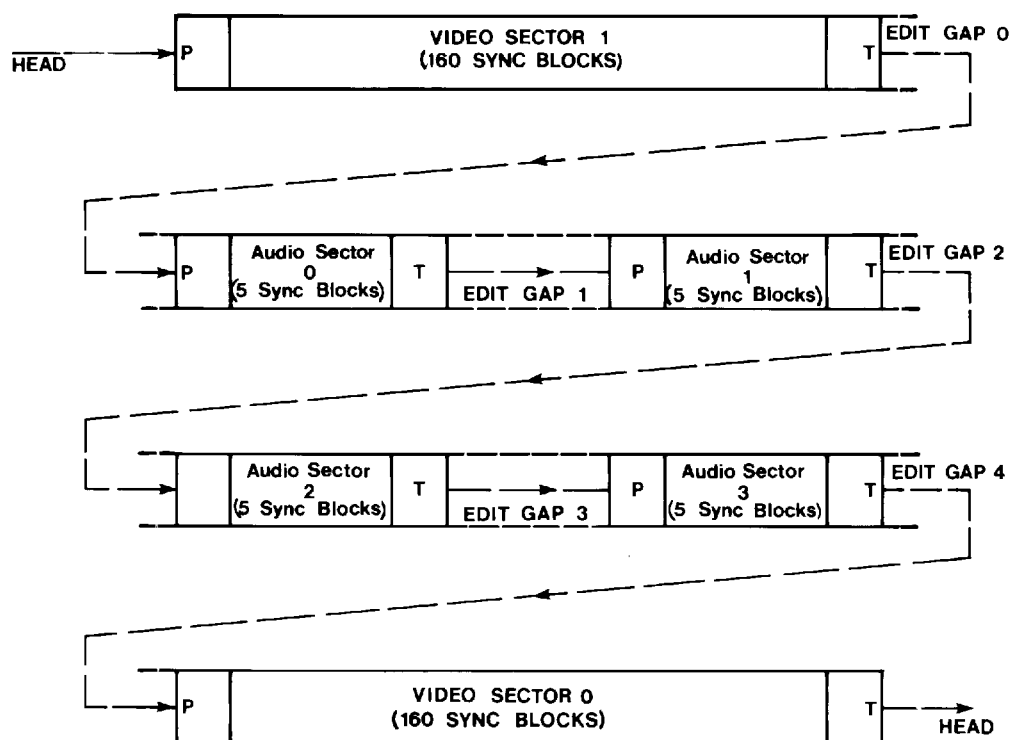 VIDEO SECTOR 1
(160 SYNC BLOCKS)
EDIT GAP 0
HEAD
P
T
P
Audio Sector
0
(5 Sync Blocks)
T
EDIT GAP 1
P
Audio Sector
1
(5 Sync Blocks)
T
EDIT GAP 2
Audio Sector
2
(5 Sync Blocks)
T
EDIT GAP 3
P
Audio Sector
3
(5 Sync Blocks)
T
EDIT GAP 4
P
VIDEO SECTOR 0
(160 SYNC BLOCKS)
T
HEAD